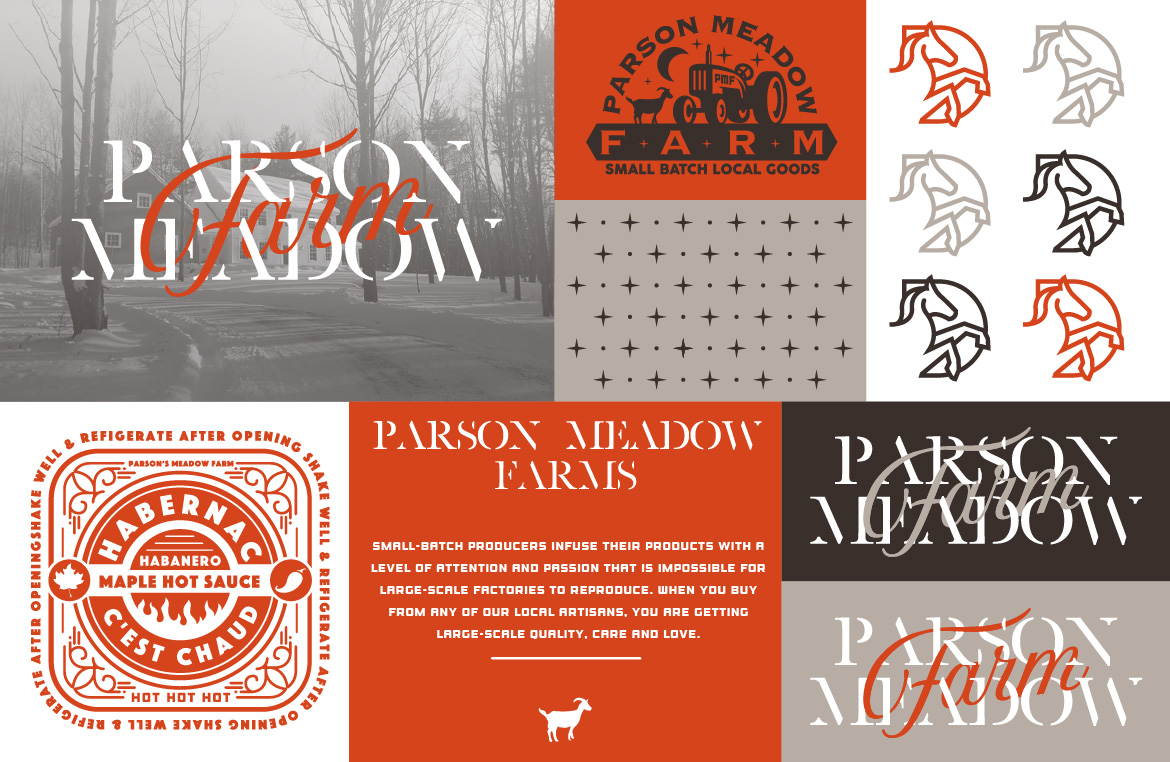 PARSON
Farm
MEADOW
PARSON MEADOW
PMF
F A R M
SMALL BATCH LOCAL GOODS
SHAKE WELL & REFIGERATE AFTER OPENING SHAKE WELL & REFIGERATE AFTER OPENING SHAKE WELL & REFIGERATE AFTER OPENING
PARSON'S MEADOW FARM
HABERNAC
HABANERO
MAPLE HOT SAUCE
C'EST CHAUD
HOT HOT HOT
PARSON MEADOW
FARMS
SMALL-BATCH PRODUCERS INFUSE THEIR PRODUCTS WITH A
LEVEL OF ATTENTION AND PASSION THAT IS IMPOSSIBLE FOR
LARGE-SCALE FACTORIES TO REPRODUCE. WHEN YOU BUY
FROM ANY OF OUR LOCAL ARTISANS, YOU ARE GETTING
LARGE-SCALE QUALITY, CARE AND LOVE.
PARSON
Farm
MEADOW
PARSON
Farm
MEADOW